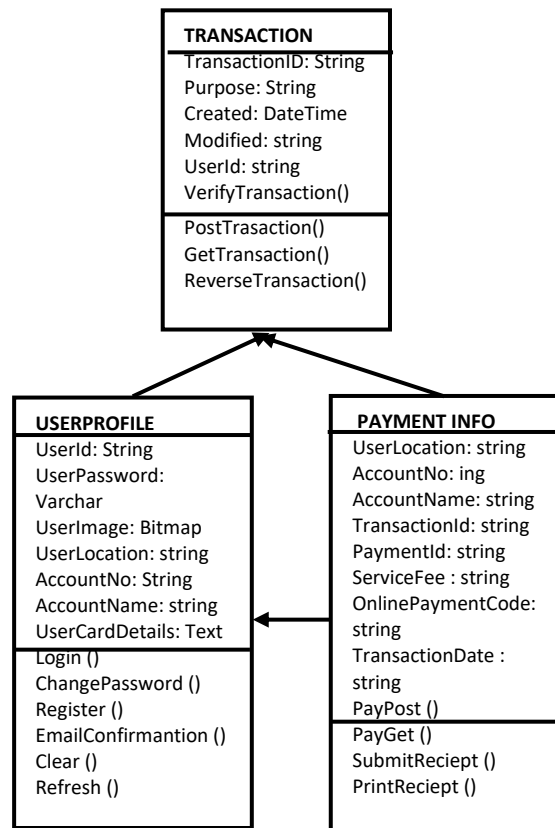 TRANSACTION
TransactionID: String
Purpose: String
Created: DateTime
Modified: string
UserId: string
VerifyTransaction()
PostTrasaction()
GetTransaction()
ReverseTransaction()
USERPROFILE
UserId: String
UserPassword:
Varchar
UserImage: Bitmap
UserLocation: string
AccountNo: String
AccountName: string
UserCardDetails: Text
Login ()
ChangePassword ()
Register ()
EmailConfirmantion ()
Clear ()
Refresh ()
PAYMENT INFO
UserLocation: string
AccountNo: ing
AccountName: string
TransactionId: string
PaymentId: string
ServiceFee : string
OnlinePaymentCode:
string
TransactionDate :
string
PayPost ()
PayGet ()
SubmitReciept ()
PrintReciept ()